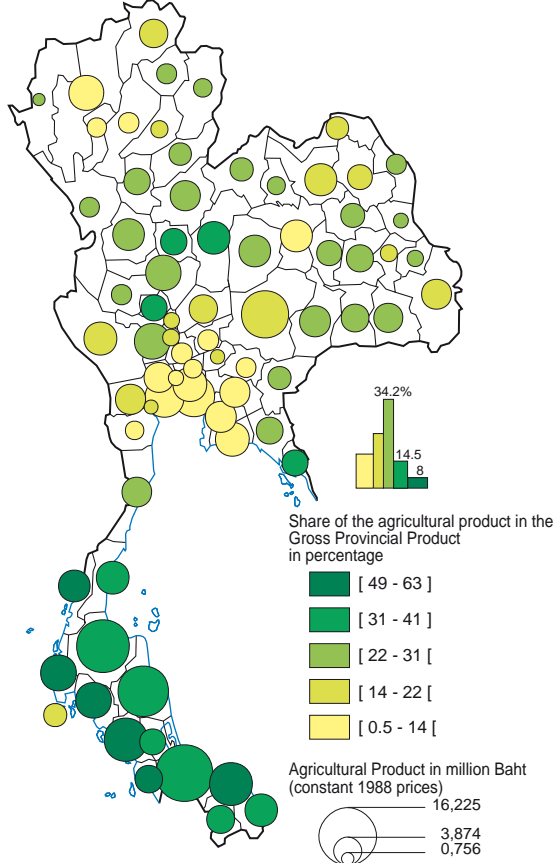 34.2%
14.5
8
Share of the agricultural product in the
Gross Provincial Product
in percentage
[ 49 - 63 ]
[ 31 - 41 ]
[ 22 - 31 [
[ 14 - 22 [
[ 0.5 - 14 [
Agricultural Product in million Baht
(constant 1988 prices)
16,225
3,874
0,756